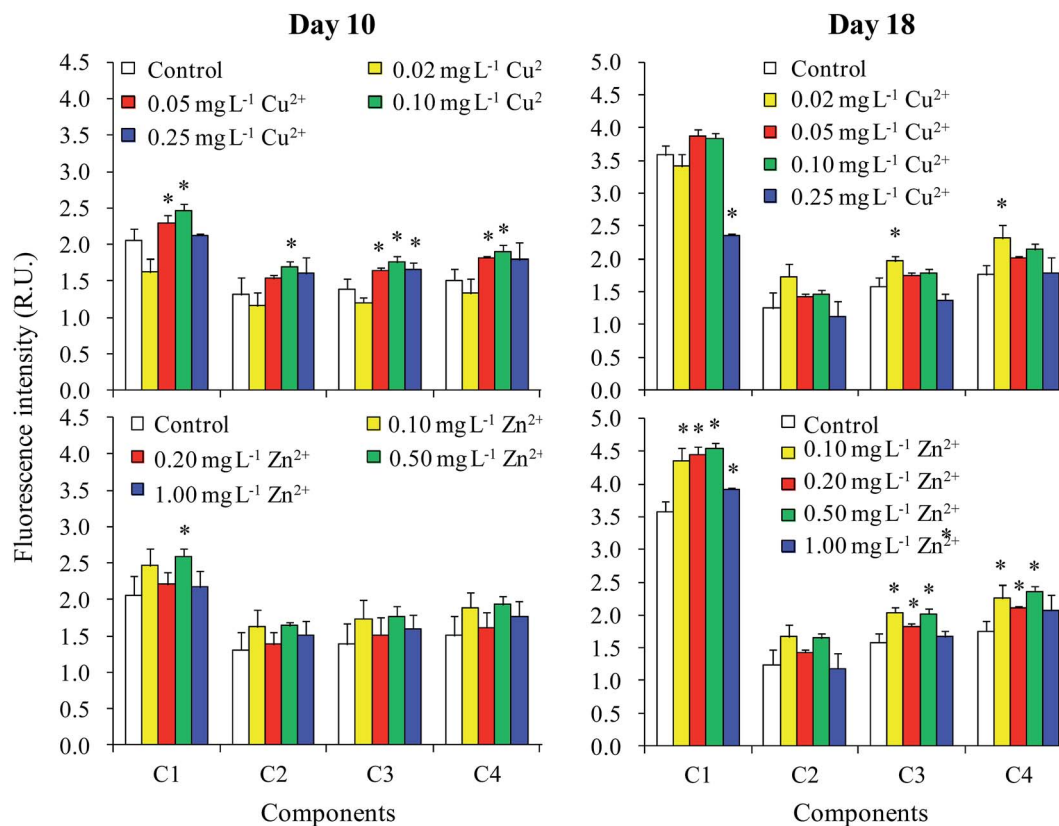 Day 10
Day 18
Fluorescence intensity (R.U.)
4.5
4.0
3.5
3.0
2.5
2.0
1.5
1.0
0.5
0.0
Control
0.02 mg L⁻¹ Cu²
0.05 mg L⁻¹ Cu²⁺
0.10 mg L⁻¹ Cu²
0.25 mg L⁻¹ Cu²⁺
* *
*
* * *
* *
5.0
4.5
4.0
3.5
3.0
2.5
2.0
1.5
1.0
0.5
0.0
Control
0.02 mg L⁻¹ Cu²⁺
0.05 mg L⁻¹ Cu²⁺
0.10 mg L⁻¹ Cu²⁺
0.25 mg L⁻¹ Cu²⁺
*
*
*
4.5
4.0
3.5
3.0
2.5
2.0
1.5
1.0
0.5
0.0
Control
0.10 mg L⁻¹ Zn²⁺
0.20 mg L⁻¹ Zn²⁺
0.50 mg L⁻¹ Zn²⁺
1.00 mg L⁻¹ Zn²⁺
*
C1 C2 C3 C4
Components
5.0
4.5
4.0
3.5
3.0
2.5
2.0
1.5
1.0
0.5
0.0
Control
0.10 mg L⁻¹ Zn²⁺
0.20 mg L⁻¹ Zn²⁺
0.50 mg L⁻¹ Zn²⁺
1.00 mg L⁻¹ Zn²⁺
* * * *
* * * *
* * *
C1 C2 C3 C4
Components